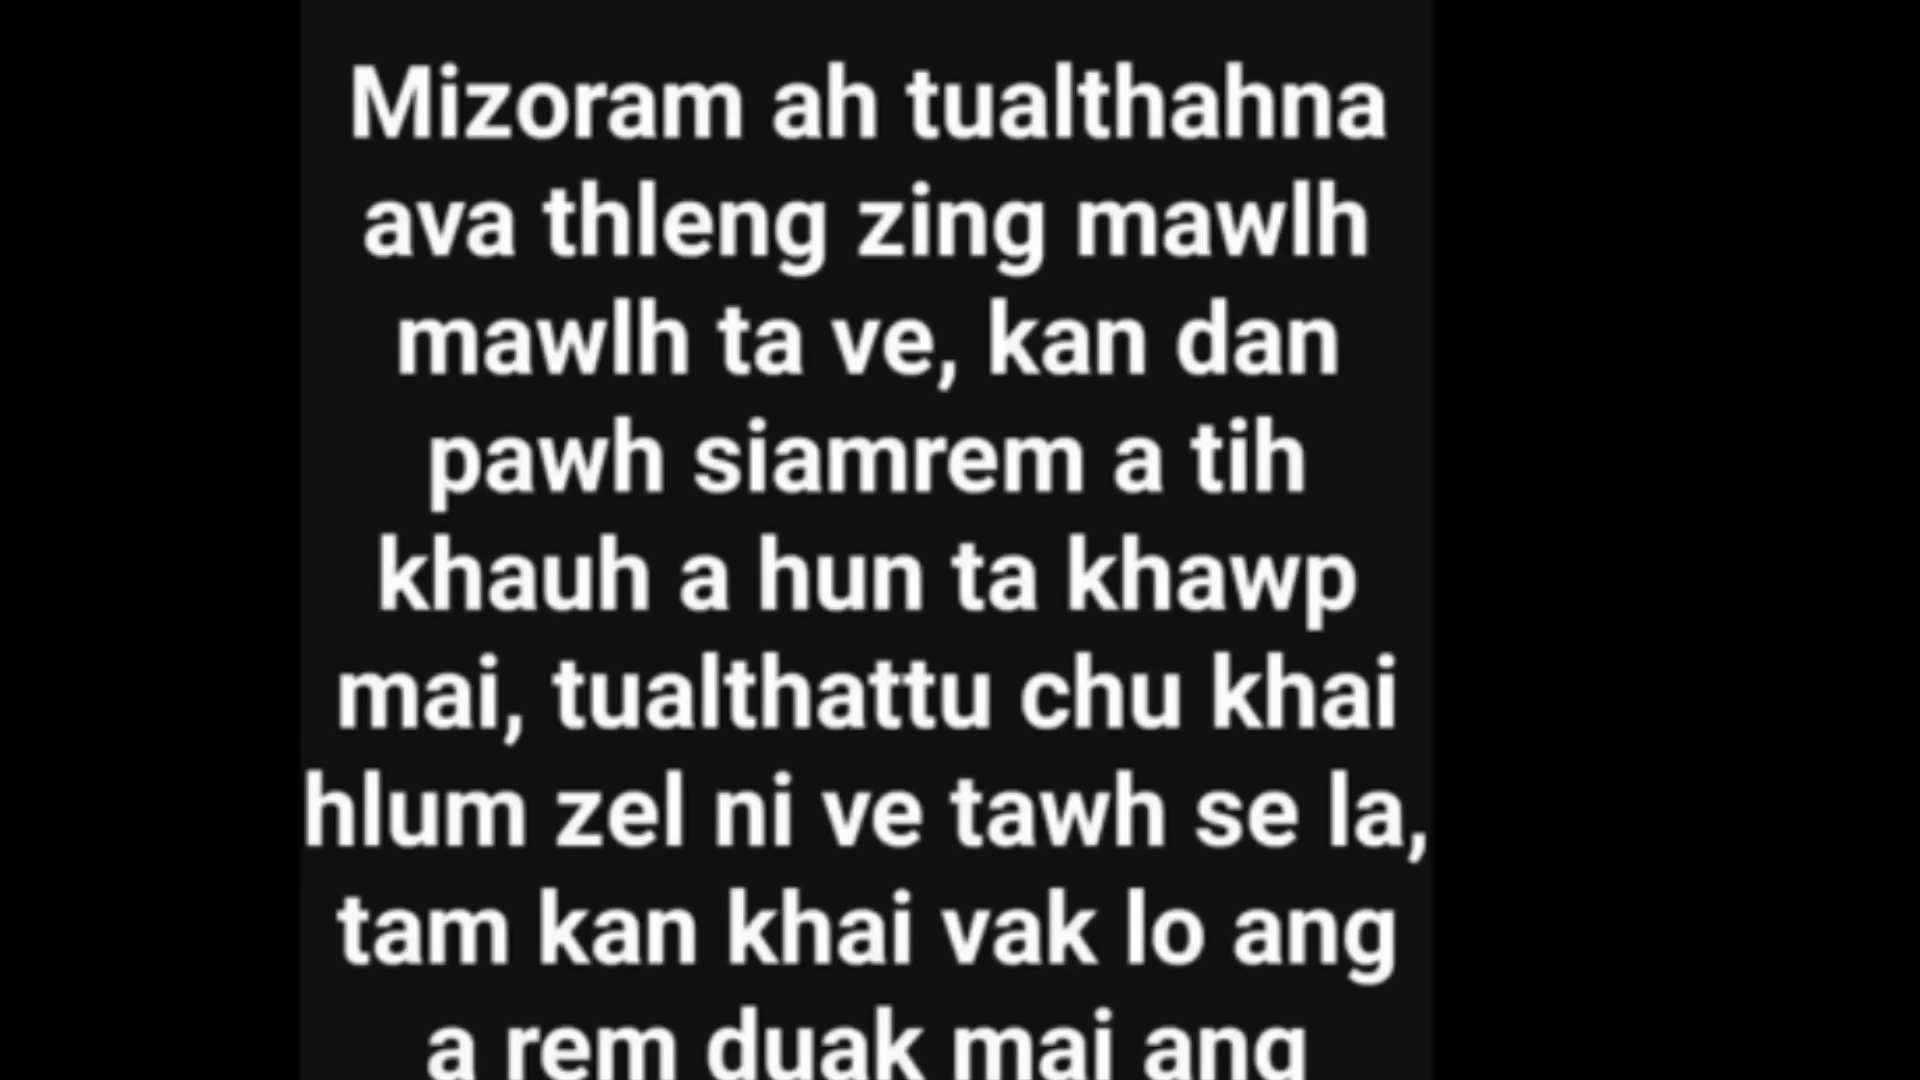 Mizoram ah tualthahna
ava thleng zing mawlh
mawlh ta ve, kan dan
pawh siamrem a tih
khauh a hun ta khawp
mai, tualthattu chu khai
hlum zel ni ve tawh se la,
tam kan khai vak lo ang
a rem duak mai ang